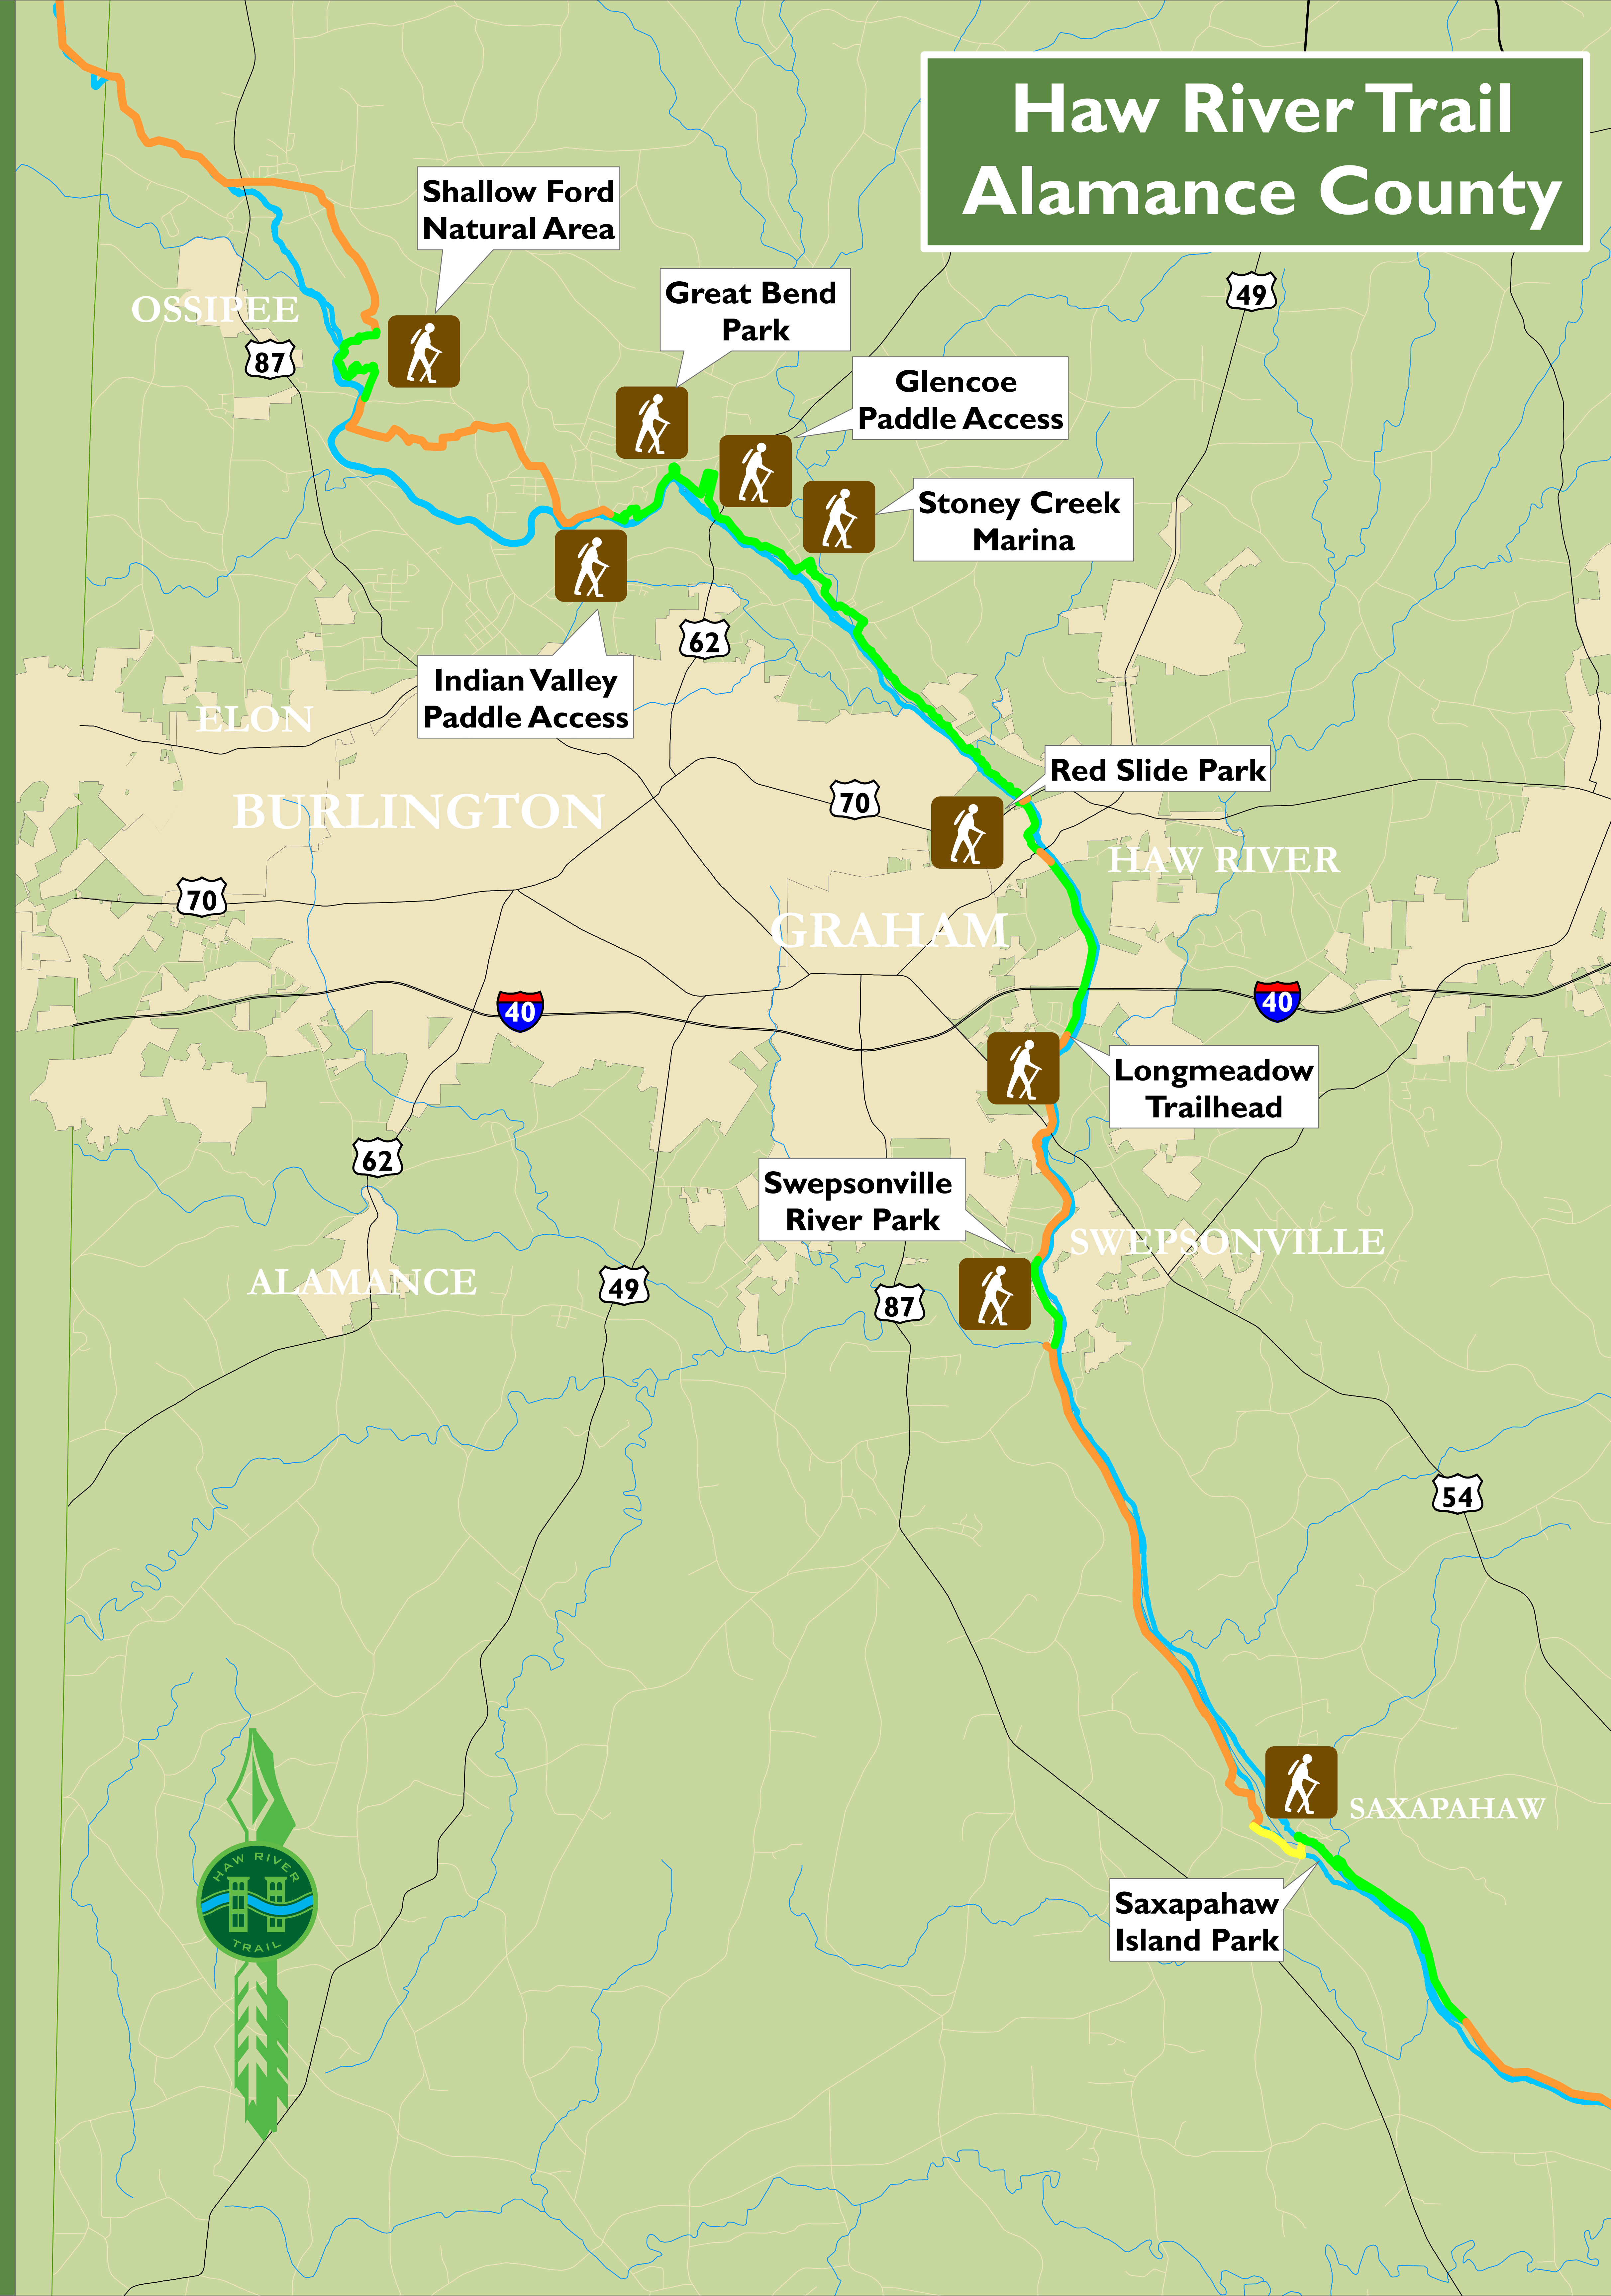 Haw River Trail
Alamance County
Shallow Ford
Natural Area
Great Bend
Park
OSSIPEE
49
87
Glencoe
Paddle Access
Stoney Creek
Marina
62
Indian Valley
Paddle Access
ELON
Red Slide Park
70
BURLINGTON
HAW RIVER
70
GRAHAM
40
40
Longmeadow
Trailhead
62
Swepsonville
River Park
SWEPSONVILLE
ALAMANCE
49
87
54
SAXAPAHAW
HAW RIVER
TRAIL
Saxapahaw
Island Park